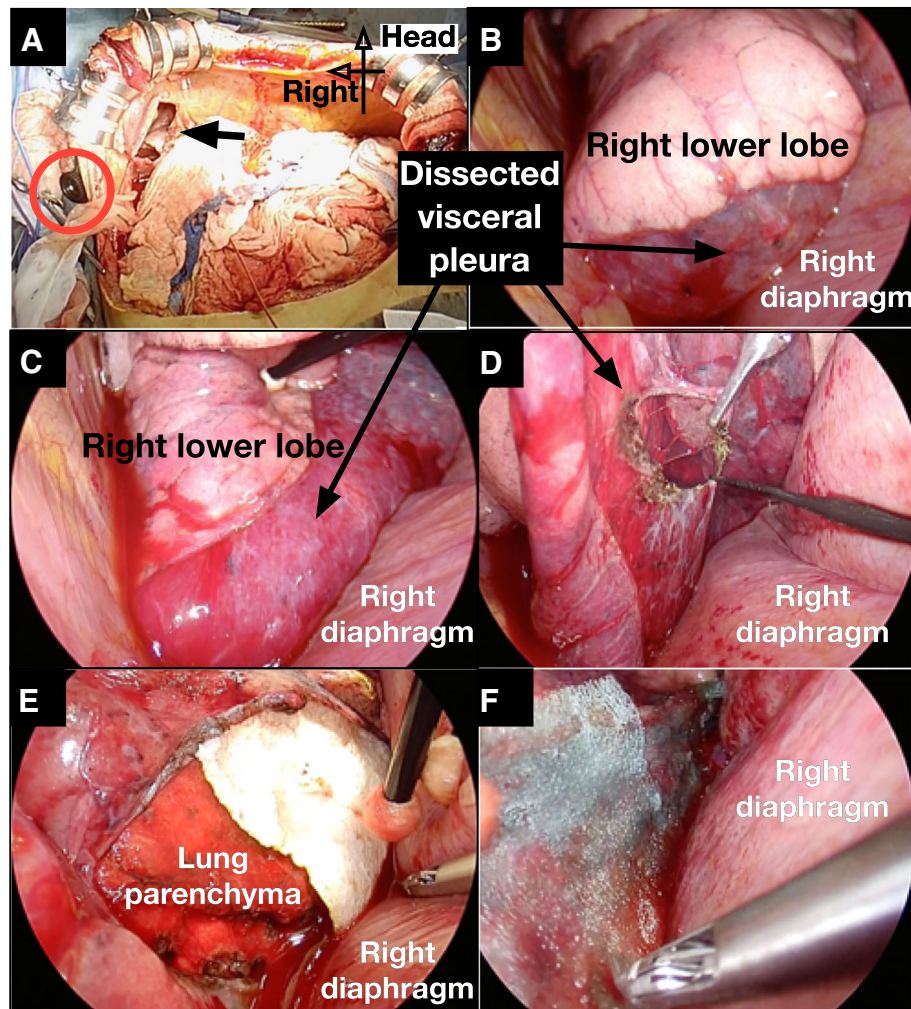 A
Head
Right
B
Right lower lobe
Dissected
visceral
pleura
Right
diaphragm
C
Right lower lobe
Right
diaphragm
D
Right
diaphragm
E
Lung
parenchyma
Right
diaphragm
F
Right
diaphragm